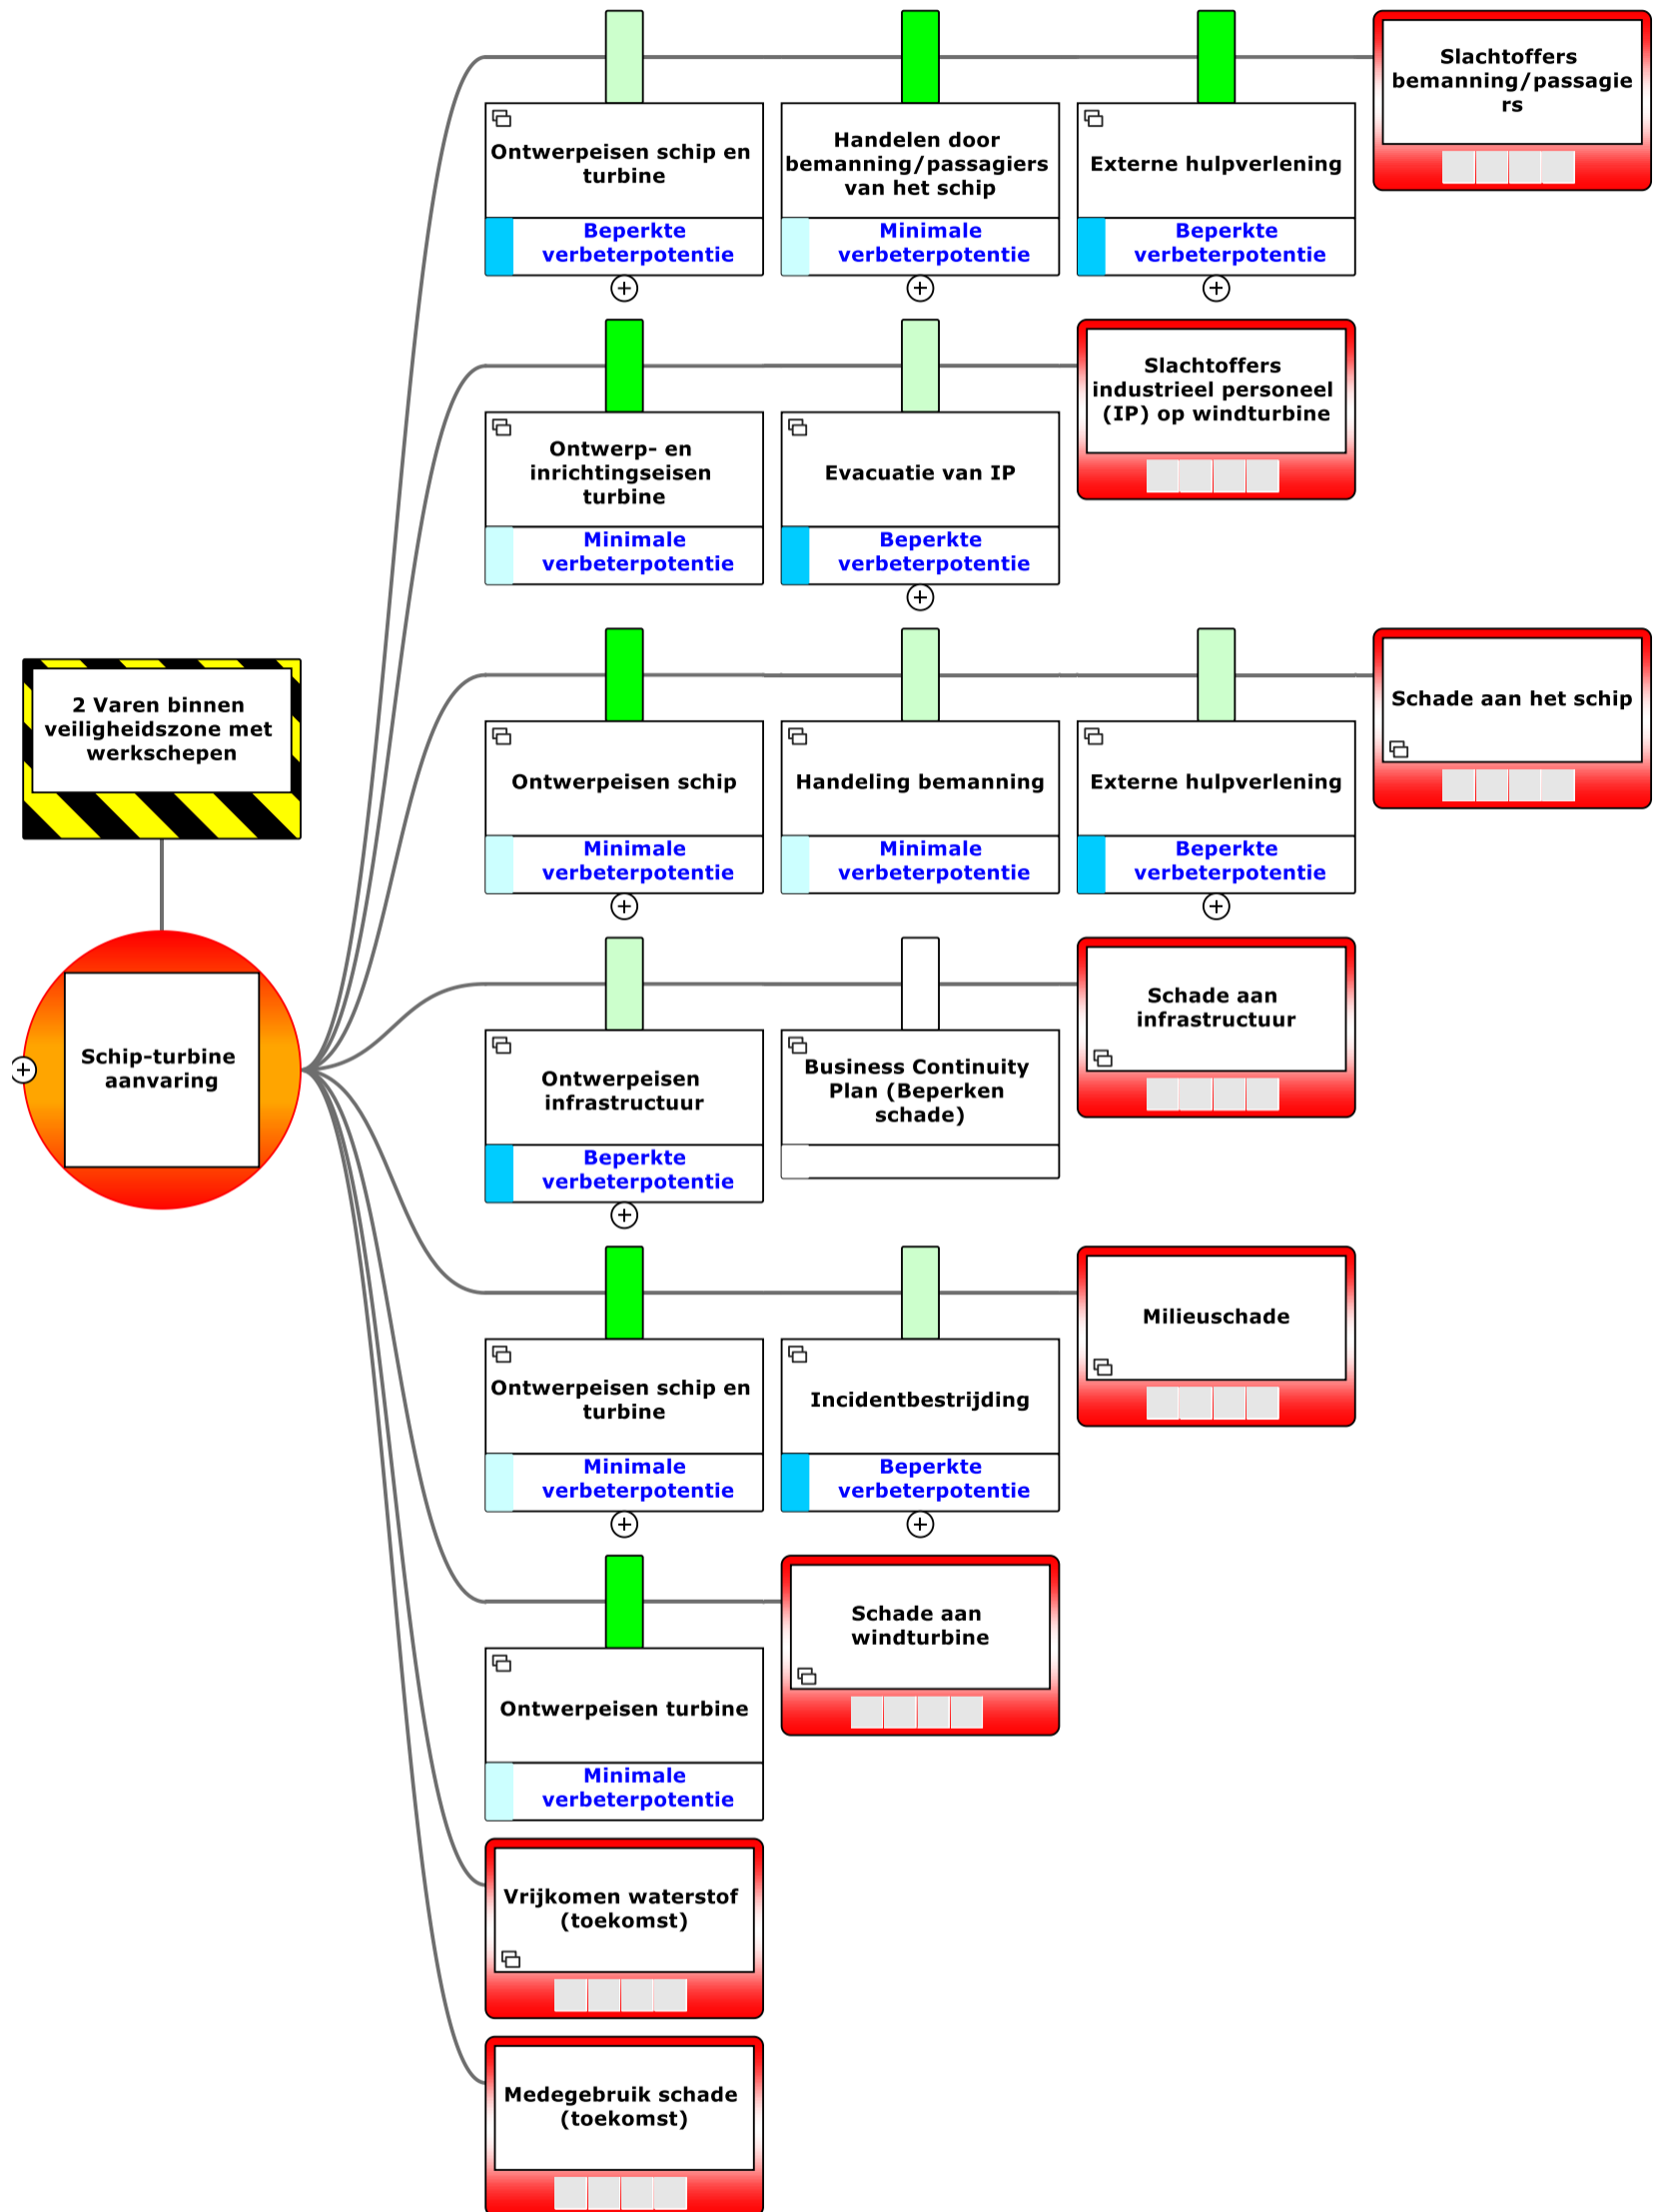 Slachtoffers
bemanning/passagie
rs
Ontwerpeisen schip en
turbine
Beperkte
verbeterpotentie
Handelen door
bemanning/passagiers
van het schip
Minimale
verbeterpotentie
Externe hulpverlening
Beperkte
verbeterpotentie
Slachtoffers
industrieel personeel
(IP) op windturbine
Ontwerp- en
inrichtingseisen
turbine
Minimale
verbeterpotentie
Evacuatie van IP
Beperkte
verbeterpotentie
2 Varen binnen
veiligheidszone met
werkschepen
Schade aan het schip
Ontwerpeisen schip
Minimale
verbeterpotentie
Handeling bemanning
Minimale
verbeterpotentie
Externe hulpverlening
Beperkte
verbeterpotentie
Schip-turbine
aanvaring
Schade aan
infrastructuur
Ontwerpeisen
infrastructuur
Beperkte
verbeterpotentie
Business Continuity
Plan (Beperken
schade)
Milieuschade
Ontwerpeisen schip en
turbine
Minimale
verbeterpotentie
Incidentbestrijding
Beperkte
verbeterpotentie
Schade aan
windturbine
Ontwerpeisen turbine
Minimale
verbeterpotentie
Vrijkomen waterstof
(toekomst)
Medegebruik schade
(toekomst)